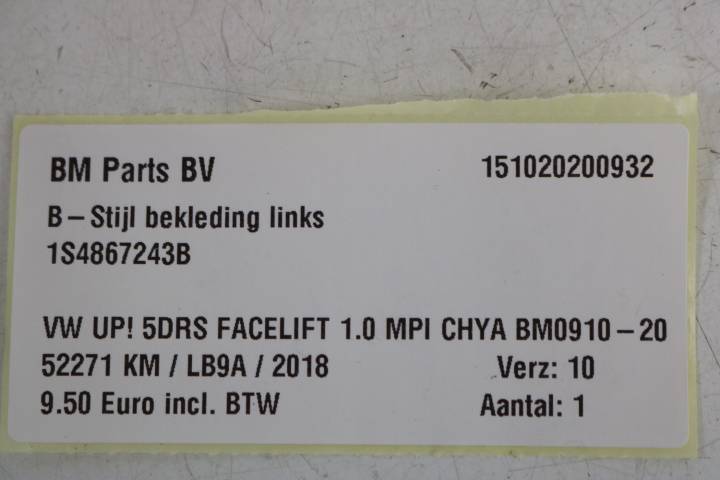 BM Parts BV 151020200932
B – Stijl bekleding links
1S4867243B
VW UP! 5DRS FACELIFT 1.0 MPI CHYA BM0910 – 20
52271 KM / LB9A / 2018 Verz: 10
9.50 Euro incl. BTW Aantal: 1